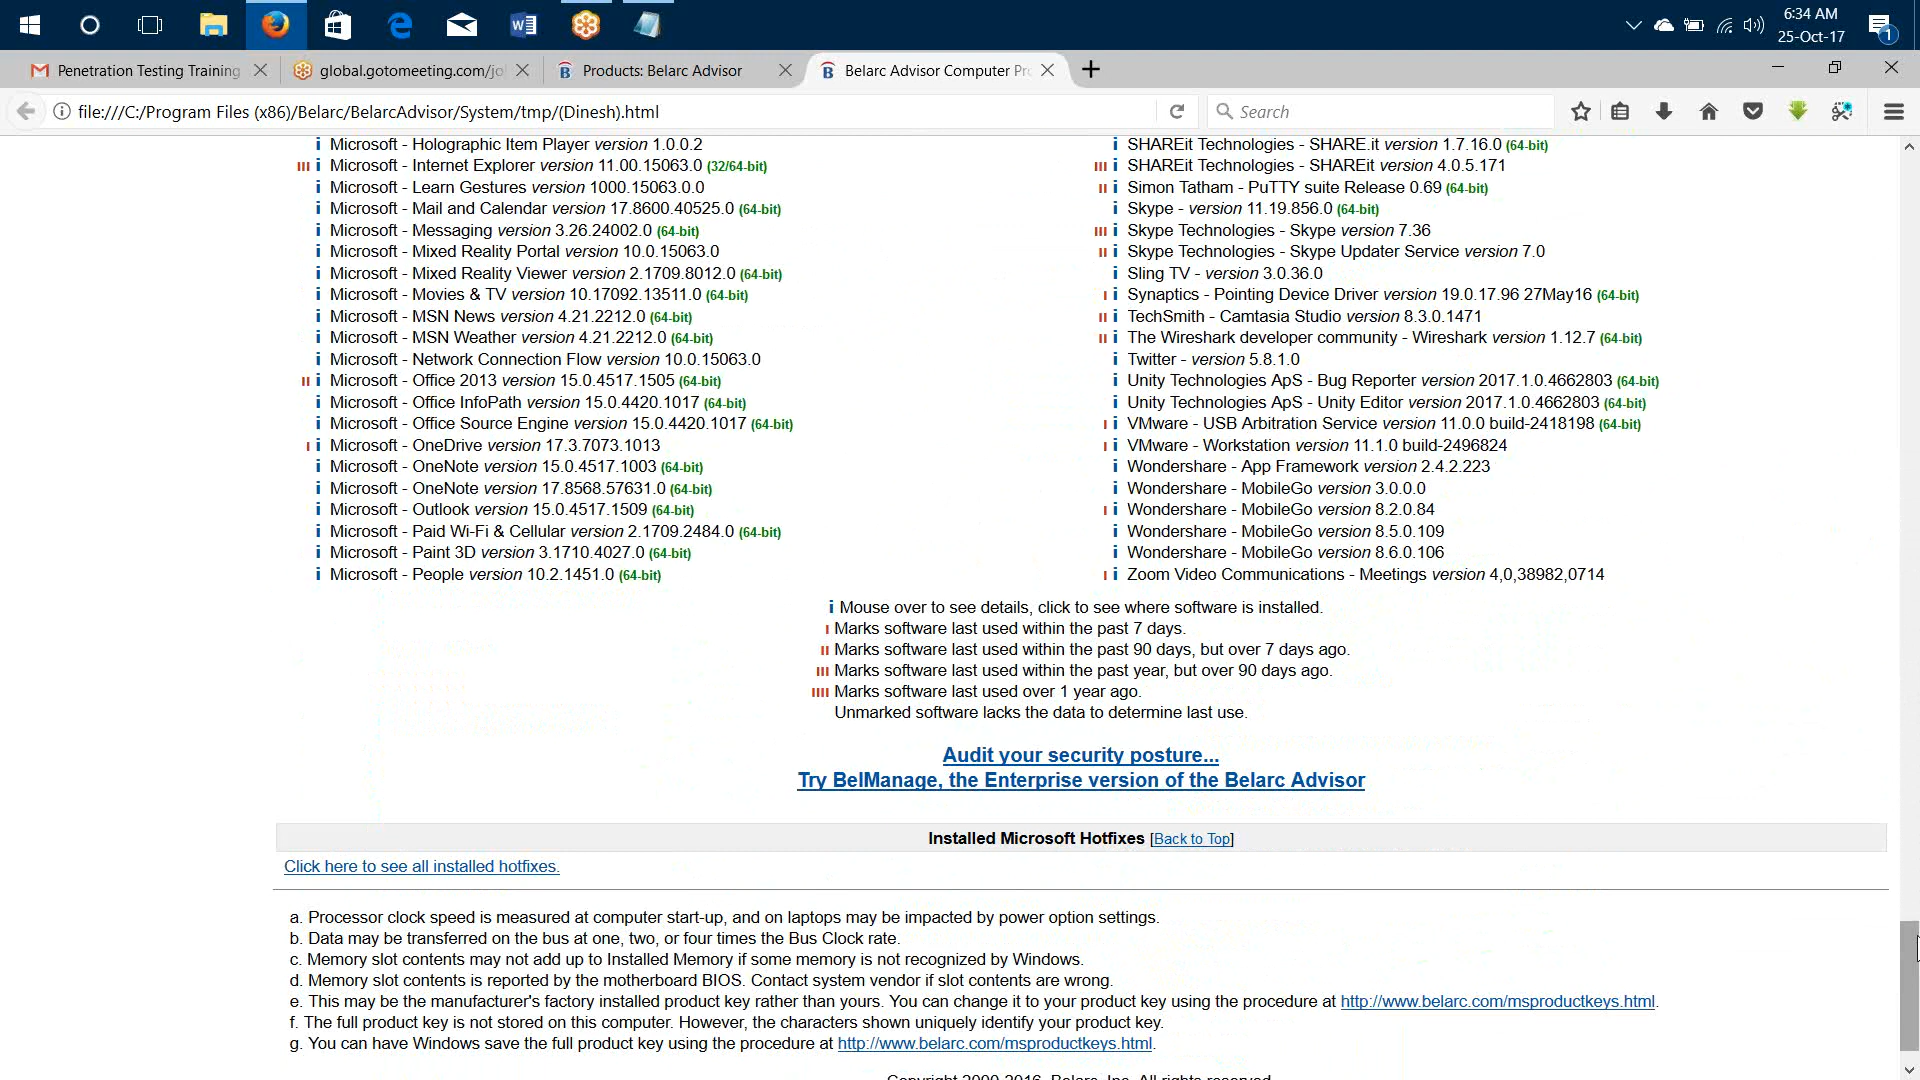 6:34 AM
25-Oct-17
1
Penetration Testing Training
global.gotomeeting.com/jo
Products: Belarc Advisor
Belarc Advisor Computer Pr
file:///C:/Program Files (x86)/Belarc/BelarcAdvisor/System/tmp/(Dinesh).html
Search
i Microsoft - Holographic Item Player version 1.0.0.2
III i Microsoft - Internet Explorer version 11.00.15063.0 (32/64-bit)
i Microsoft - Learn Gestures version 1000.15063.0.0
i Microsoft - Mail and Calendar version 17.8600.40525.0 (64-bit)
i Microsoft - Messaging version 3.26.24002.0 (64-bit)
i Microsoft - Mixed Reality Portal version 10.0.15063.0
i Microsoft - Mixed Reality Viewer version 2.1709.8012.0 (64-bit)
i Microsoft - Movies & TV version 10.17092.13511.0 (64-bit)
i Microsoft - MSN News version 4.21.2212.0 (64-bit)
i Microsoft - MSN Weather version 4.21.2212.0 (64-bit)
i Microsoft - Network Connection Flow version 10.0.15063.0
II i Microsoft - Office 2013 version 15.0.4517.1505 (64-bit)
i Microsoft - Office InfoPath version 15.0.4420.1017 (64-bit)
i Microsoft - Office Source Engine version 15.0.4420.1017 (64-bit)
I i Microsoft - OneDrive version 17.3.7073.1013
i Microsoft - OneNote version 15.0.4517.1003 (64-bit)
i Microsoft - OneNote version 17.8568.57631.0 (64-bit)
i Microsoft - Outlook version 15.0.4517.1509 (64-bit)
i Microsoft - Paid Wi-Fi & Cellular version 2.1709.2484.0 (64-bit)
i Microsoft - Paint 3D version 3.1710.4027.0 (64-bit)
i Microsoft - People version 10.2.1451.0 (64-bit)
i SHAREit Technologies - SHARE.it version 1.7.16.0 (64-bit)
III i SHAREit Technologies - SHAREit version 4.0.5.171
II i Simon Tatham - PuTTY suite Release 0.69 (64-bit)
i Skype - version 11.19.856.0 (64-bit)
III i Skype Technologies - Skype version 7.36
II i Skype Technologies - Skype Updater Service version 7.0
i Sling TV - version 3.0.36.0
I i Synaptics - Pointing Device Driver version 19.0.17.96 27May16 (64-bit)
II i TechSmith - Camtasia Studio version 8.3.0.1471
II i The Wireshark developer community - Wireshark version 1.12.7 (64-bit)
i Twitter - version 5.8.1.0
i Unity Technologies ApS - Bug Reporter version 2017.1.0.4662803 (64-bit)
i Unity Technologies ApS - Unity Editor version 2017.1.0.4662803 (64-bit)
I i VMware - USB Arbitration Service version 11.0.0 build-2418198 (64-bit)
I i VMware - Workstation version 11.1.0 build-2496824
i Wondershare - App Framework version 2.4.2.223
i Wondershare - MobileGo version 3.0.0.0
I i Wondershare - MobileGo version 8.2.0.84
i Wondershare - MobileGo version 8.5.0.109
i Wondershare - MobileGo version 8.6.0.106
I i Zoom Video Communications - Meetings version 4,0,38982,0714
i Mouse over to see details, click to see where software is installed.
I Marks software last used within the past 7 days.
II Marks software last used within the past 90 days, but over 7 days ago.
III Marks software last used within the past year, but over 90 days ago.
IIII Marks software last used over 1 year ago.
Unmarked software lacks the data to determine last use.
Audit your security posture...
Try BelManage, the Enterprise version of the Belarc Advisor
Installed Microsoft Hotfixes [Back to Top]
Click here to see all installed hotfixes.
a. Processor clock speed is measured at computer start-up, and on laptops may be impacted by power option settings.
b. Data may be transferred on the bus at one, two, or four times the Bus Clock rate.
c. Memory slot contents may not add up to Installed Memory if some memory is not recognized by Windows.
d. Memory slot contents is reported by the motherboard BIOS. Contact system vendor if slot contents are wrong.
e. This may be the manufacturer's factory installed product key rather than yours. You can change it to your product key using the procedure at http://www.belarc.com/msproductkeys.html.
f. The full product key is not stored on this computer. However, the characters shown uniquely identify your product key.
g. You can have Windows save the full product key using the procedure at http://www.belarc.com/msproductkeys.html.
Copyright 2000-2016, Belarc, Inc. All rights reserved.